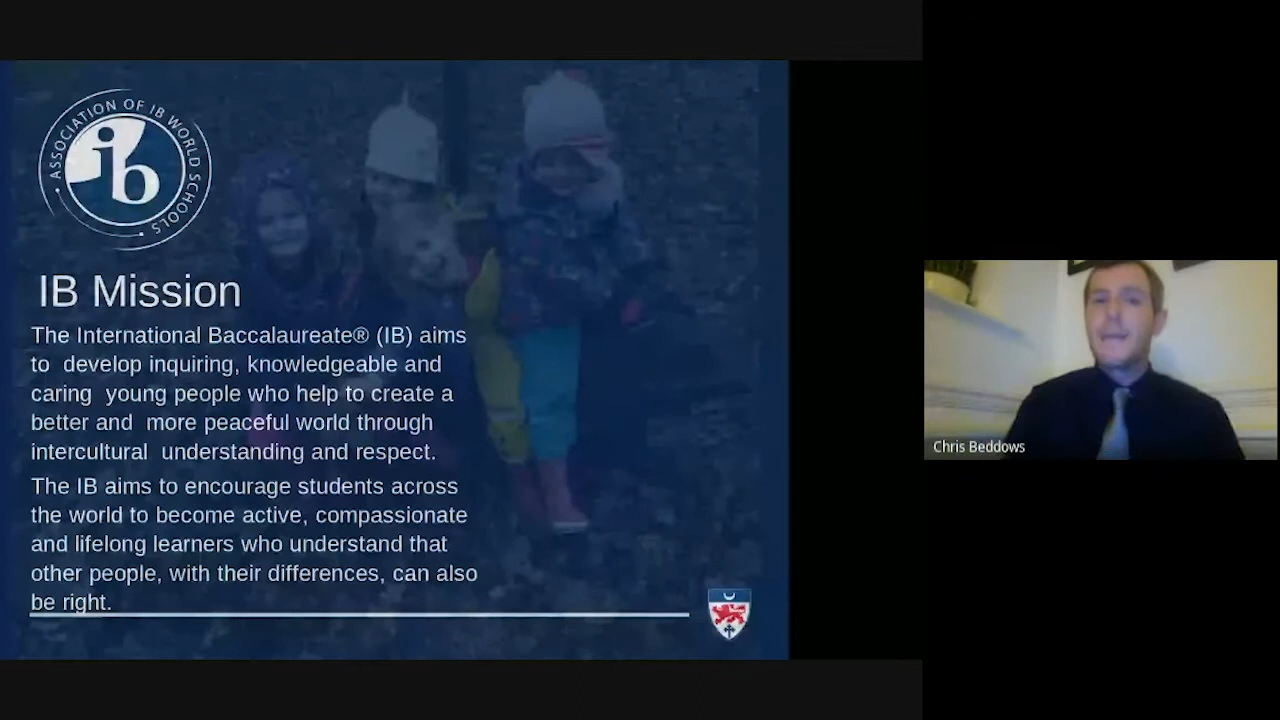 ASSOCIATION OF IB WORLD SCHOOLS
ib
IB Mission
The International Baccalaureate® (IB) aims
to develop inquiring, knowledgeable and
caring young people who help to create a
better and more peaceful world through
intercultural understanding and respect.
The IB aims to encourage students across
the world to become active, compassionate
and lifelong learners who understand that
other people, with their differences, can also
be right.
Chris Beddows